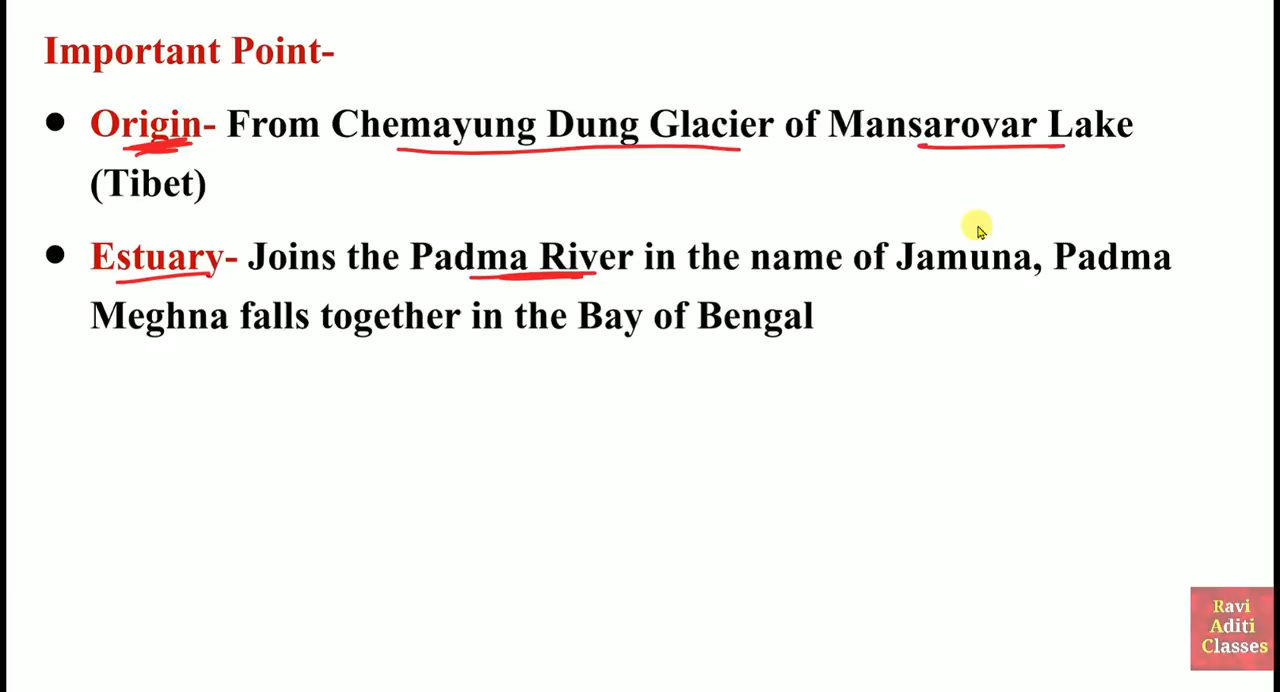 Important Point-
● Origin- From Chemayung Dung Glacier of Mansarovar Lake
(Tibet)
● Estuary- Joins the Padma River in the name of Jamuna, Padma
Meghna falls together in the Bay of Bengal
Ravi
Aditi
Classes